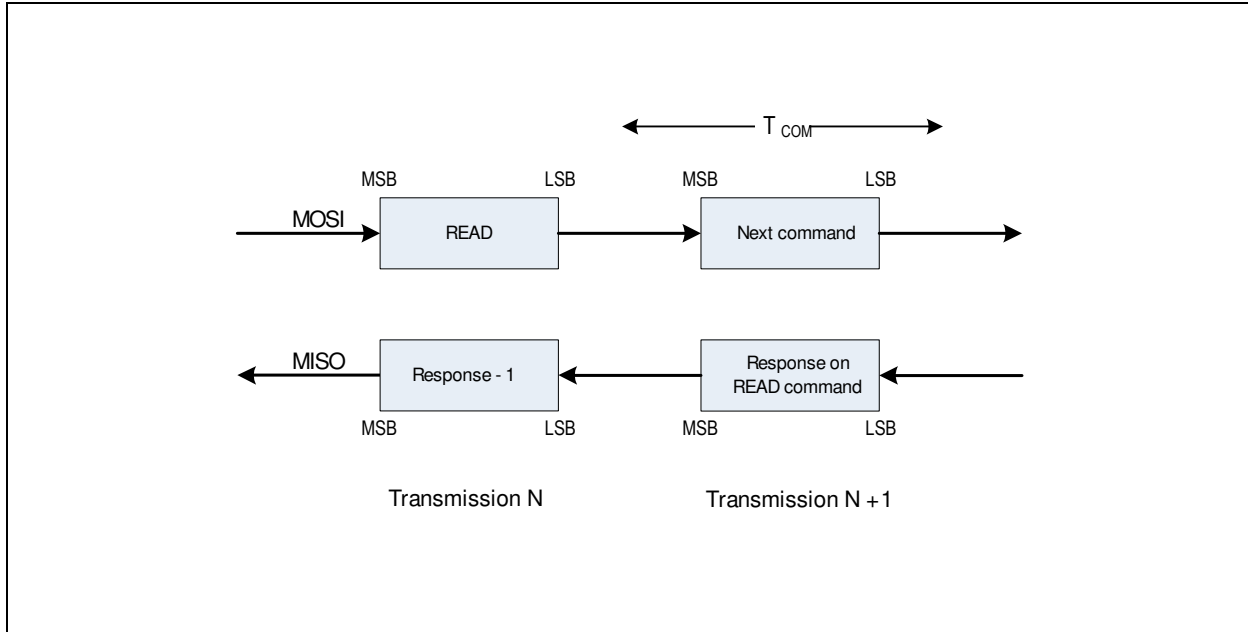 T COM
MSB LSB MSB LSB
MOSI READ Next command
MISO Response - 1 Response on
READ command
MSB LSB MSB LSB
Transmission N Transmission N +1